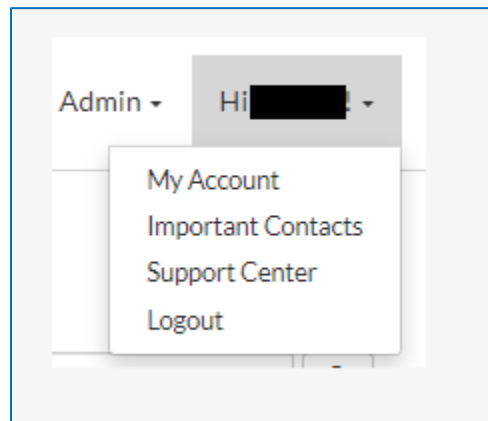 Admin
Hi !
My Account
Important Contacts
Support Center
Logout